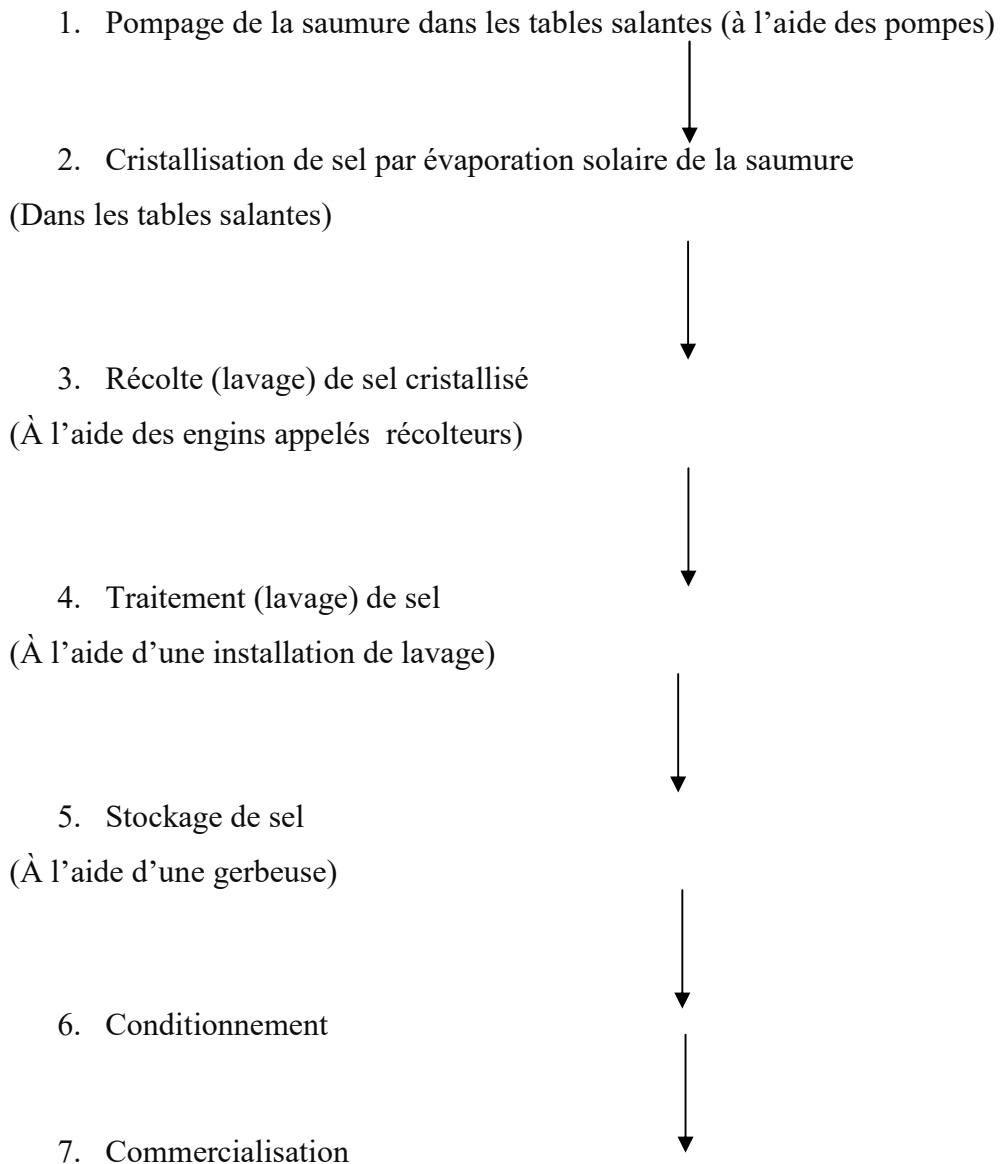 1. Pompage de la saumure dans les tables salantes (à l’aide des pompes)
2. Cristallisation de sel par évaporation solaire de la saumure
(Dans les tables salantes)
3. Récolte (lavage) de sel cristallisé
(À l’aide des engins appelés récolteurs)
4. Traitement (lavage) de sel
(À l’aide d’une installation de lavage)
5. Stockage de sel
(À l’aide d’une gerbeuse)
6. Conditionnement
7. Commercialisation